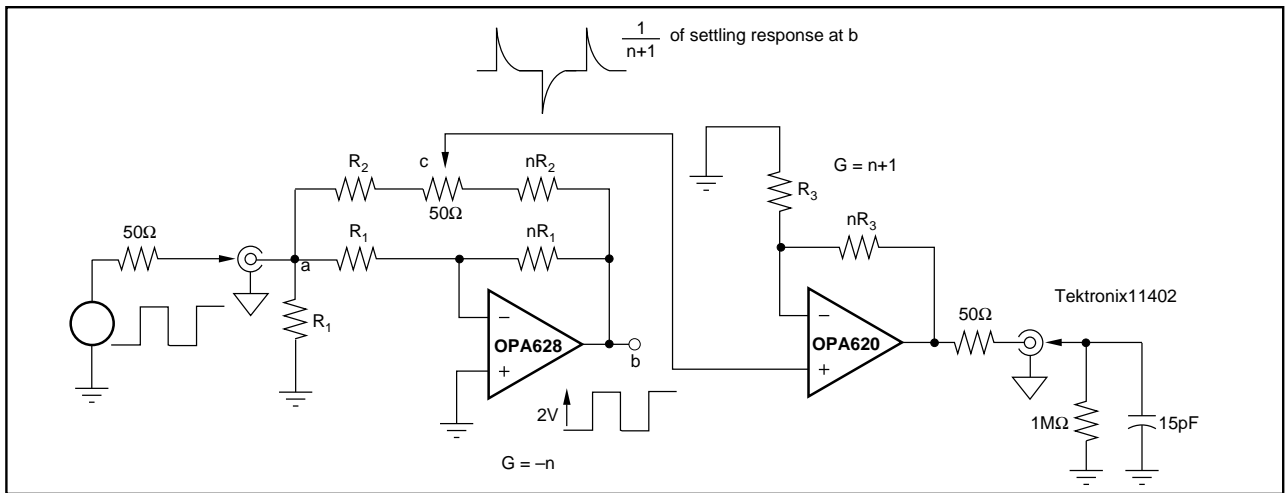 1
n+1
of settling response at b
R2
c
nR2
G = n+1
R3
50Ω
50Ω
R1
nR1
nR3
a
Tektronix11402
R1
–
OPA628
+
b
–
OPA620
+
50Ω
2V
1MΩ
15pF
G = –n